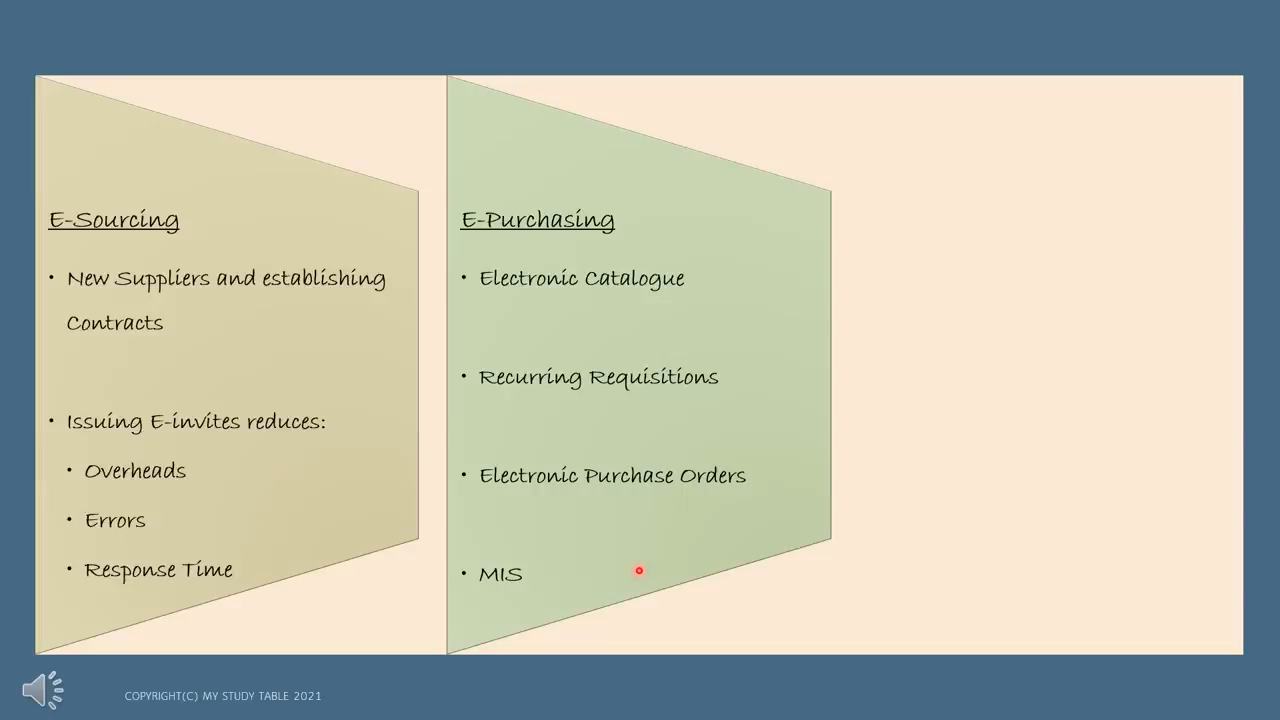 E-Sourcing
• New Suppliers and establishing
Contracts
• Issuing E-invites reduces:
• Overheads
• Errors
• Response Time
E-Purchasing
• Electronic Catalogue
• Recurring Requisitions
• Electronic Purchase Orders
• MIS
COPYRIGHT(C) MY STUDY TABLE 2021